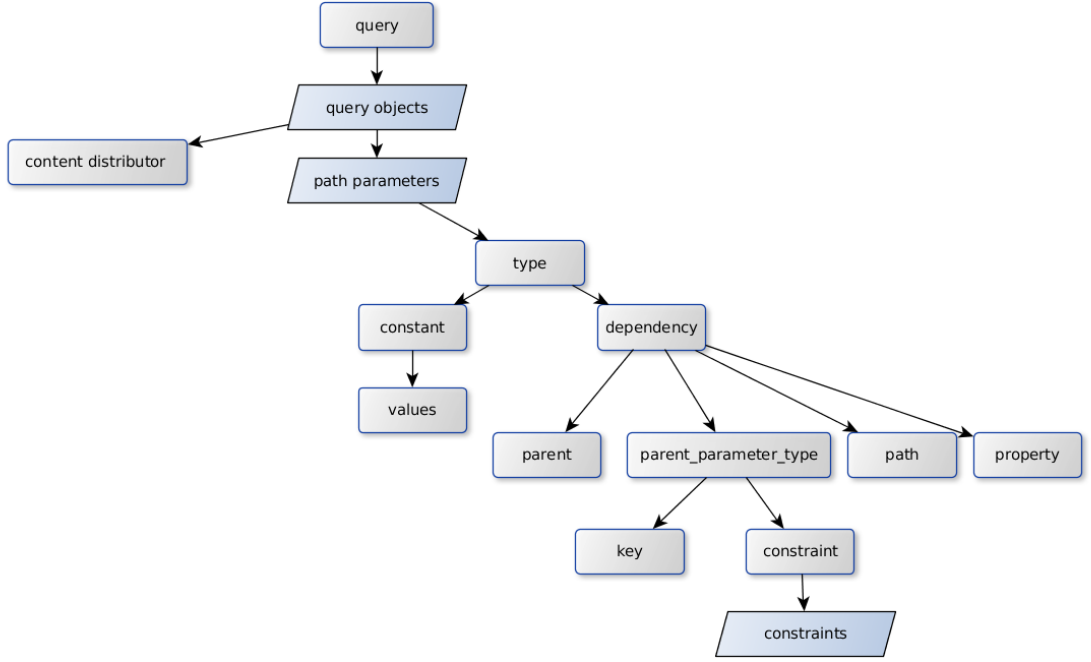 query
query objects
content distributor
path parameters
type
constant
dependency
values
parent
parent_parameter_type
path
property
key
constraint
constraints